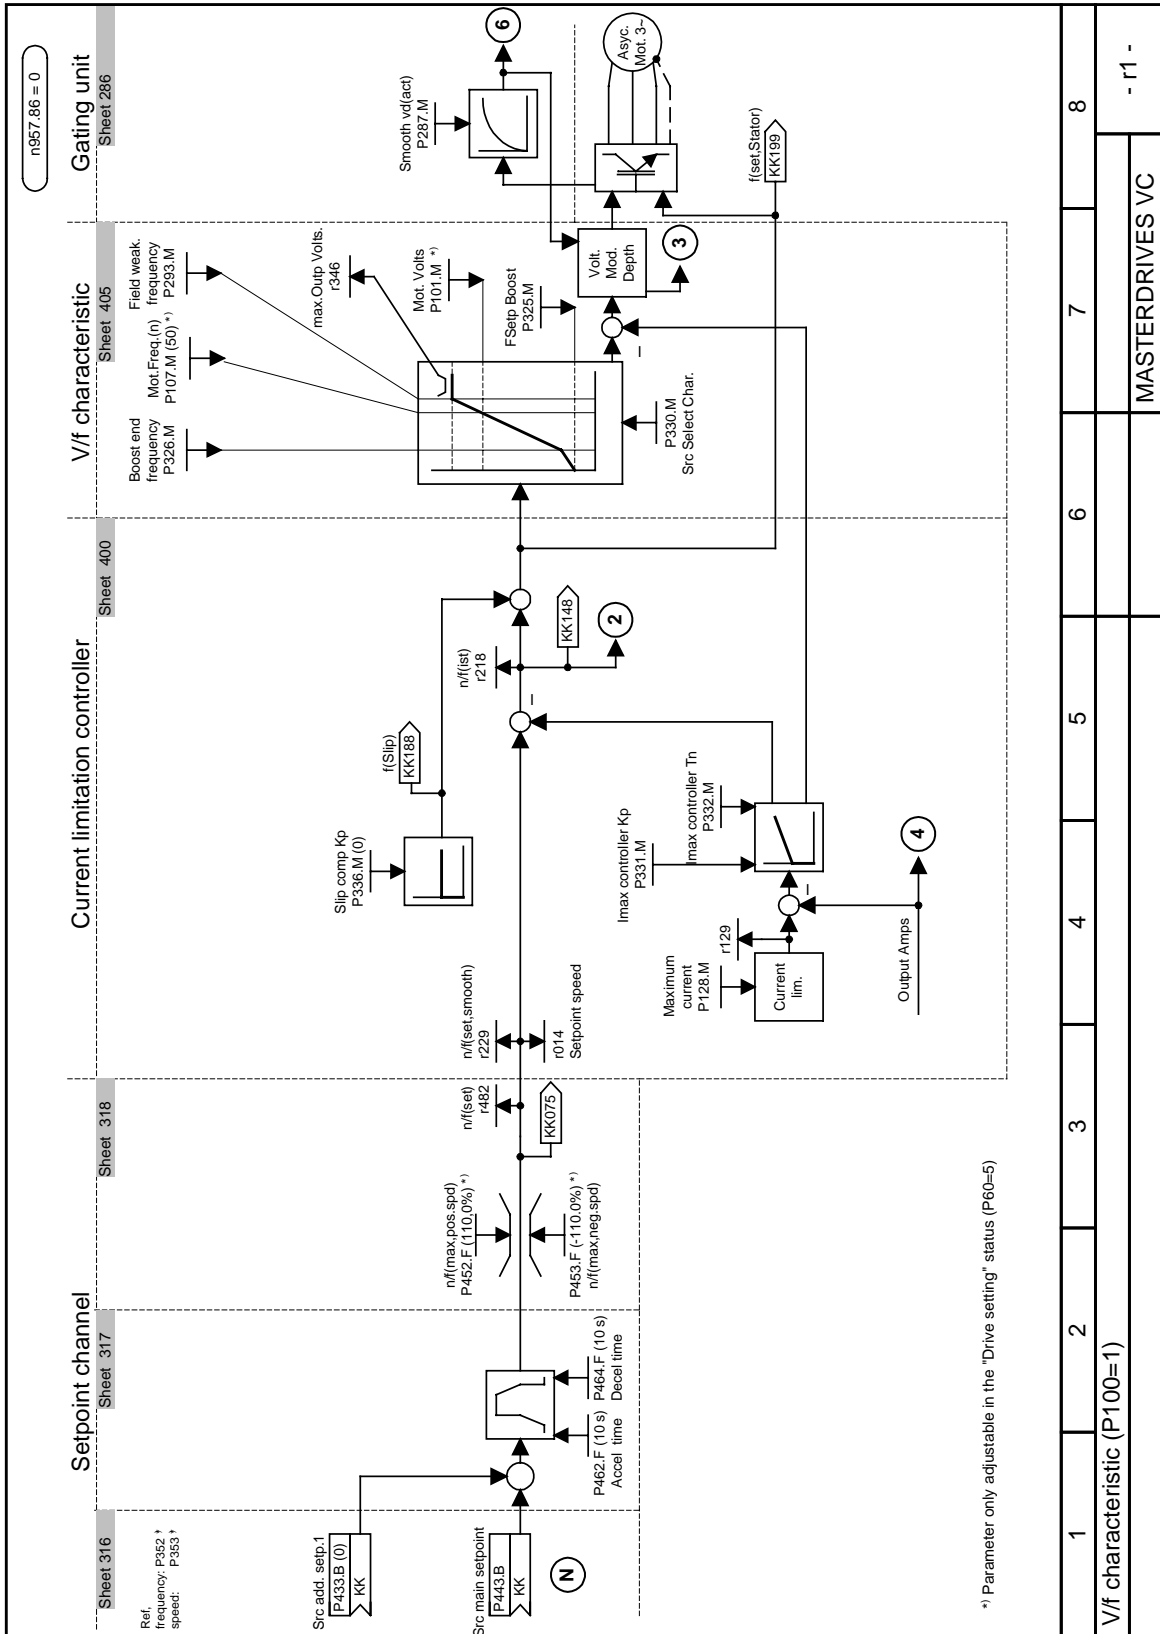 n957.86 = 0
Setpoint channel
Current limitation controller
V/f characteristic
Gating unit
Sheet 316
Sheet 317
Sheet 318
Sheet 400
Sheet 405
Sheet 286
Ref,
frequency: P352 *)
speed: P353 *)
Src add. setp.1
P433.B (0)
KK
Src main setpoint
P443.B
KK
N
P462.F (10 s)
Accel time
P464.F (10 s)
Decel time
n/f(max,pos.spd)
P452.F (110,0%) *)
P453.F (-110.0%) *)
n/f(max,neg.spd)
n/f(set)
r482
KK075
n/f(set,smooth)
r229
r014
Setpoint speed
Slip comp Kp
P336.M (0)
f(Slip)
KK188
n/f(ist)
r218
KK148
2
Maximum
current
P128.M
Current
lim.
r129
Imax controller Kp
P331.M
Imax controller Tn
P332.M
Output Amps
4
–
–
Boost end
frequency
P326.M
Mot.Freq.(n)
P107.M (50) *)
Field weak.
frequency
P293.M
max.Outp Volts.
r346
Mot. Volts
P101.M *)
FSetp Boost
P325.M
P330.M
Src Select Char.
–
Volt.
Mod.
Depth
3
Smooth vd(act)
P287.M
6
Asyc.
Mot. 3~
f(set,Stator)
KK199
*) Parameter only adjustable in the "Drive setting" status (P60=5)
1
2
3
4
5
6
7
8
V/f characteristic (P100=1)
MASTERDRIVES VC
- r1 -